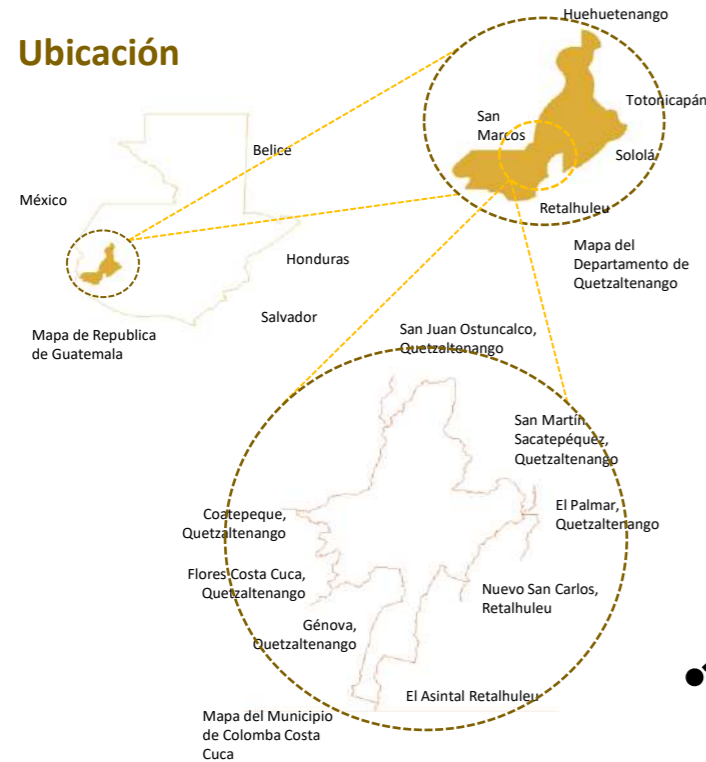 Ubicación
Huehuetenango
Totonicapán
San
Marcos
Sololá
Retalhuleu
Mapa del
Departamento de
Quetzaltenango
Belice
México
Honduras
Salvador
Mapa de Republica
de Guatemala
San Juan Ostuncalco,
Quetzaltenango
San Martín
Sacatepéquez,
Quetzaltenango
El Palmar,
Quetzaltenango
Coatepeque,
Quetzaltenango
Flores Costa Cuca,
Quetzaltenango
Nuevo San Carlos,
Retalhuleu
Génova,
Quetzaltenango
El Asintal Retalhuleu
Mapa del Municipio
de Colomba Costa
Cuca